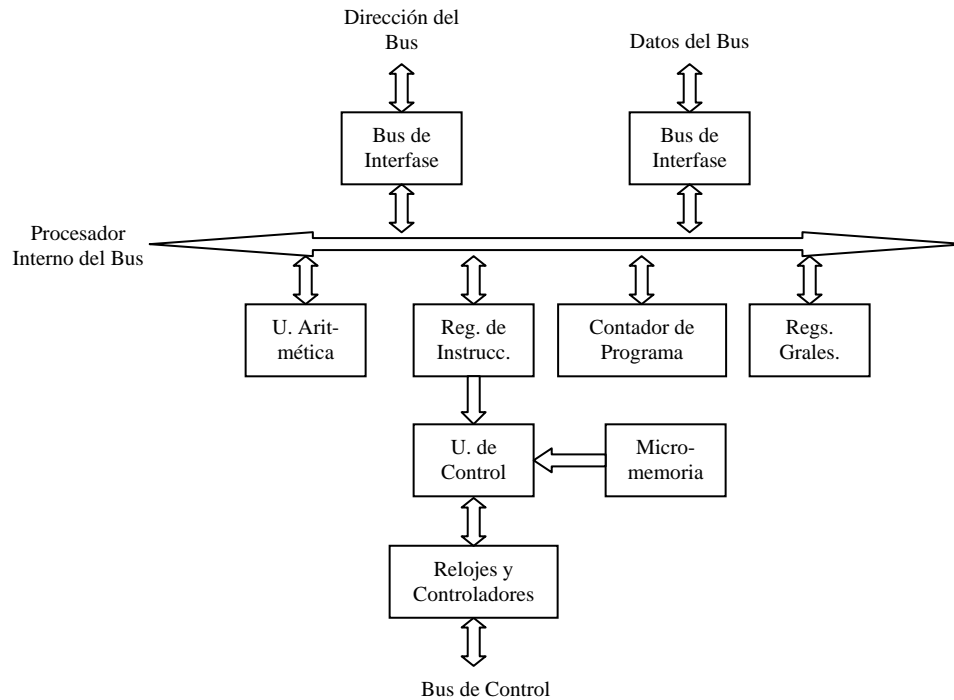 Dirección del
Bus
Datos del Bus
Bus de
Interfase
Bus de
Interfase
Procesador
Interno del Bus
U. Arit-
mética
Reg. de
Instrucc.
Contador de
Programa
Regs.
Grales.
U. de
Control
Micro-
memoria
Relojes y
Controladores
Bus de Control